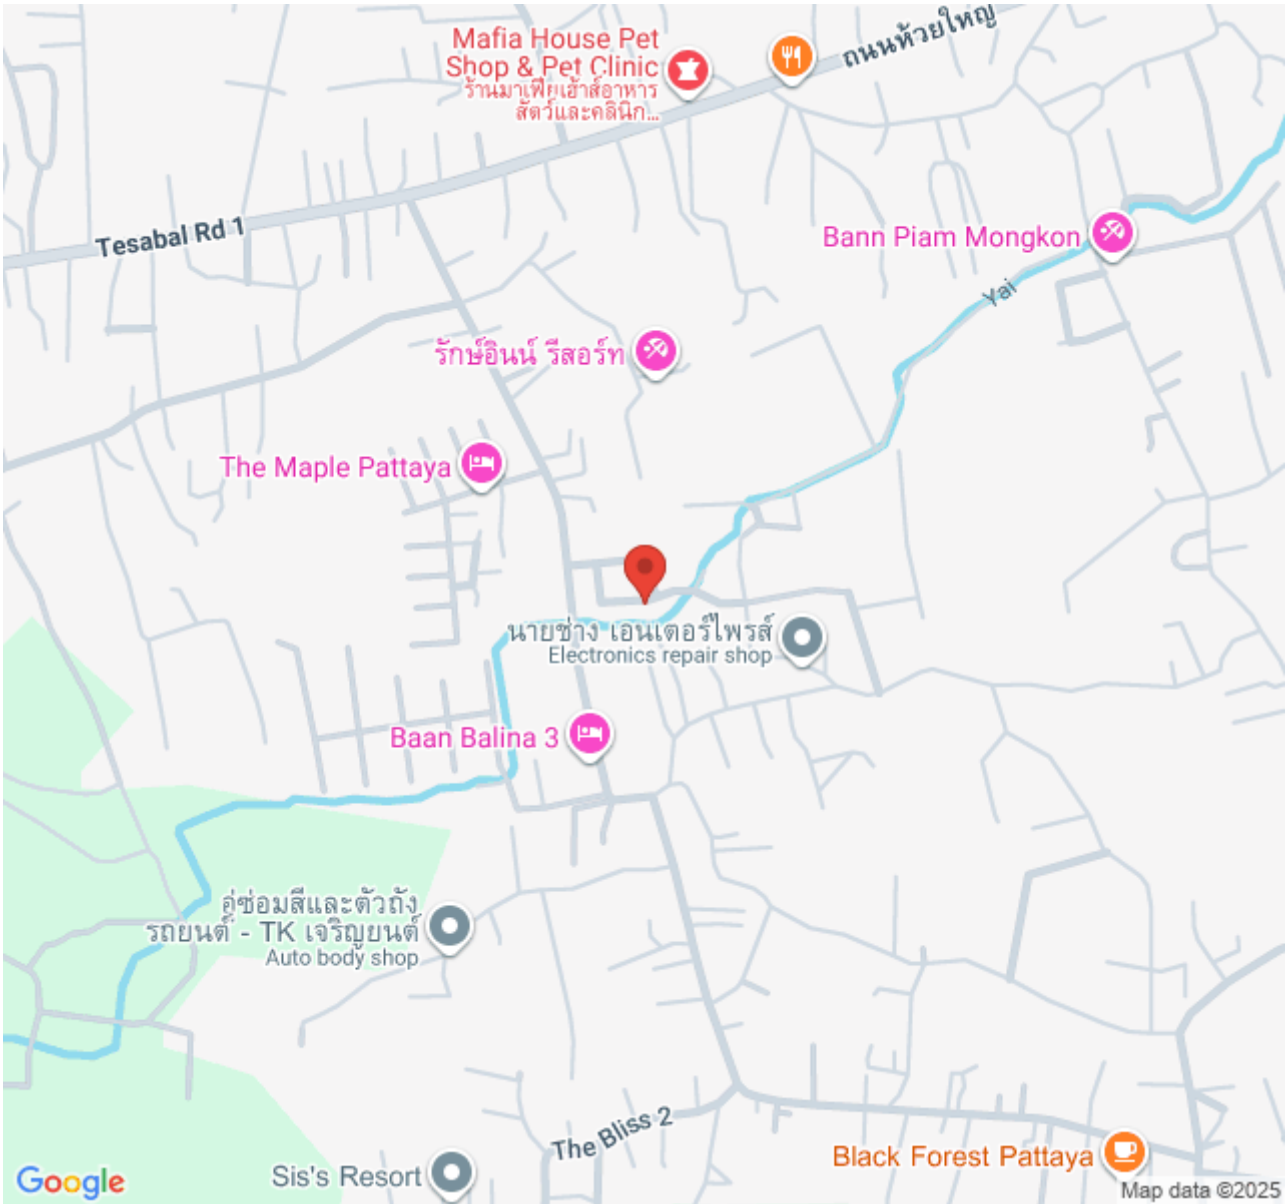 Mafia House Pet
Shop & Pet Clinic
ร้านมาเฟียเฮ้าส์อาหาร
สัตว์และคลินิก...
ถนนห้วยใหญ่
Tesabal Rd 1
Bann Piam Mongkon
Yai
รักษ์อินน์ รีสอร์ท
The Maple Pattaya
นายช่าง เอนเตอร์ไพรส์
Electronics repair shop
Baan Balina 3
อู่ซ่อมสีและตัวถัง
รถยนต์ - TK เจริญยนต์
Auto body shop
The Bliss 2
Black Forest Pattaya
Sis's Resort
Google
Map data ©2025